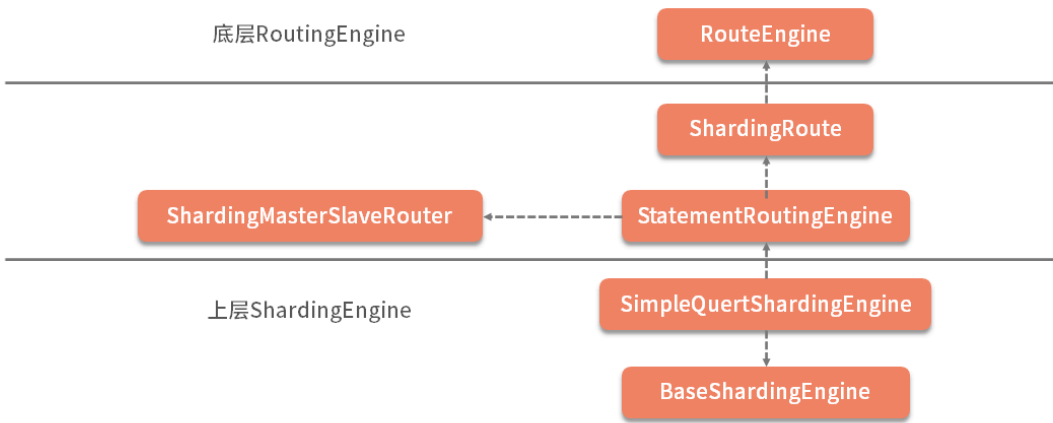 底层RoutingEngine
RouteEngine
ShardingRoute
ShardingMasterSlaveRouter
StatementRoutingEngine
上层ShardingEngine
SimpleQuertShardingEngine
BaseShardingEngine